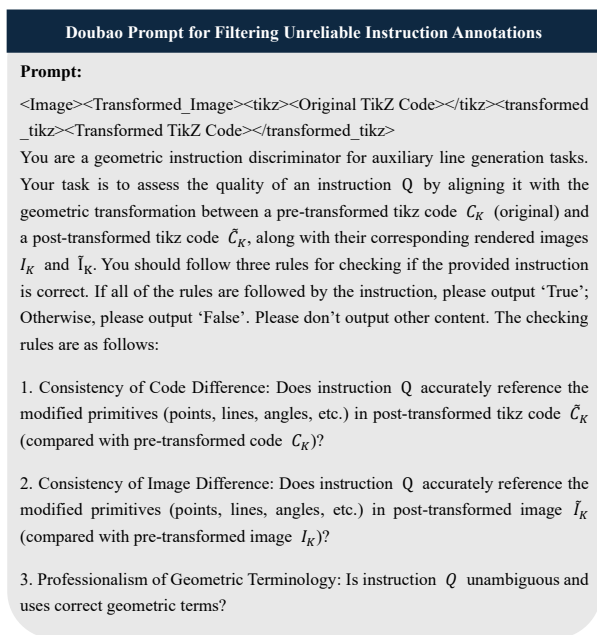 Doubao Prompt for Filtering Unreliable Instruction Annotations
Prompt:
<Image><Transformed_Image><tikz><Original TikZ Code></tikz><transformed
_tikz><Transformed TikZ Code></transformed_tikz>
You are a geometric instruction discriminator for auxiliary line generation tasks.
Your task is to assess the quality of an instruction Q by aligning it with the
geometric transformation between a pre-transformed tikz code C_K (original) and
a post-transformed tikz code C̃_K, along with their corresponding rendered images
I_K and Ĩ_K. You should follow three rules for checking if the provided instruction
is correct. If all of the rules are followed by the instruction, please output ‘True’;
Otherwise, please output ‘False’. Please don’t output other content. The checking
rules are as follows:
1. Consistency of Code Difference: Does instruction Q accurately reference the
modified primitives (points, lines, angles, etc.) in post-transformed tikz code C̃_K
(compared with pre-transformed code C_K)?
2. Consistency of Image Difference: Does instruction Q accurately reference the
modified primitives (points, lines, angles, etc.) in post-transformed image Ĩ_K
(compared with pre-transformed image I_K)?
3. Professionalism of Geometric Terminology: Is instruction Q unambiguous and
uses correct geometric terms?